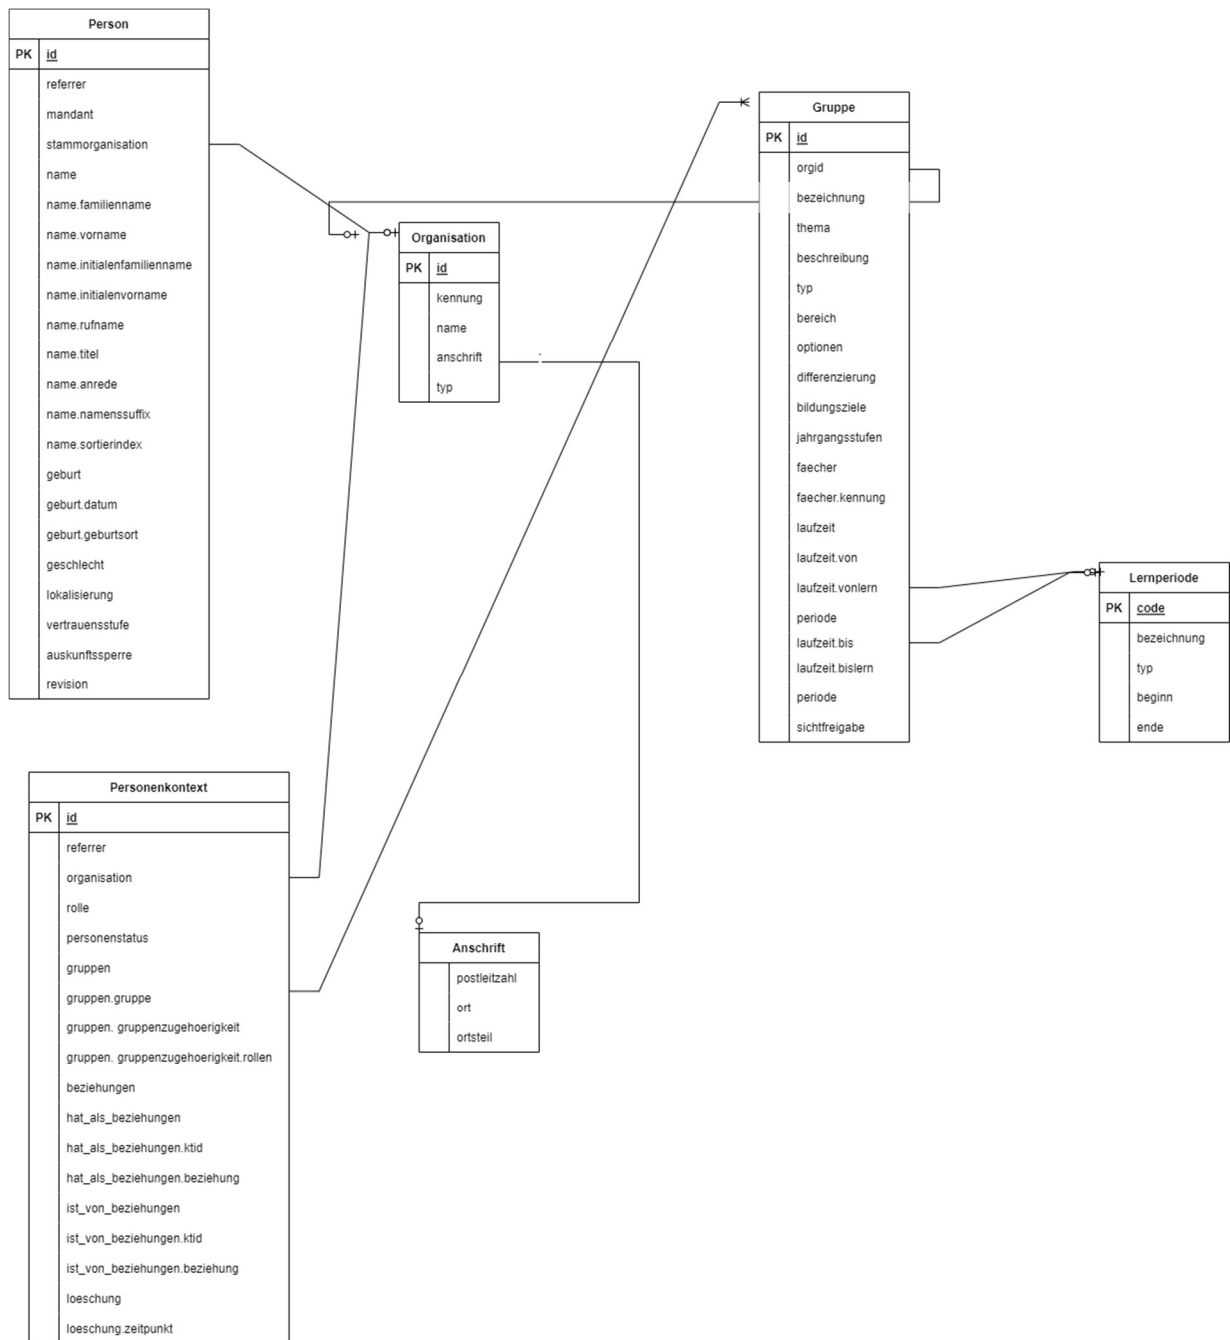 Person
PK id
referrer
mandant
stammorganisation
name
name.familienname
name.vorname
name.initialenfamilienname
name.initialenvorname
name.rufname
name.titel
name.anrede
name.namenssuffix
name.sortierindex
geburt
geburt.datum
geburt.geburtsort
geschlecht
lokalisierung
vertrauensstufe
auskunftssperre
revision
Organisation
PK id
kennung
name
anschrift
typ
Gruppe
PK id
orgid
bezeichnung
thema
beschreibung
typ
bereich
optionen
differenzierung
bildungsziele
jahrgangsstufen
faecher
faecher.kennung
laufzeit
laufzeit.von
laufzeit.vonlern
periode
laufzeit.bis
laufzeit.bislern
periode
sichtfreigabe
Lernperiode
PK code
bezeichnung
typ
beginn
ende
Personenkontext
PK id
referrer
organisation
rolle
personenstatus
gruppen
gruppen.gruppe
gruppen. gruppenzugehoerigkeit
gruppen. gruppenzugehoerigkeit.rollen
beziehungen
hat_als_beziehungen
hat_als_beziehungen.ktid
hat_als_beziehungen.beziehung
ist_von_beziehungen
ist_von_beziehungen.ktid
ist_von_beziehungen.beziehung
loeschung
loeschung.zeitpunkt
Anschrift
postleitzahl
ort
ortsteil